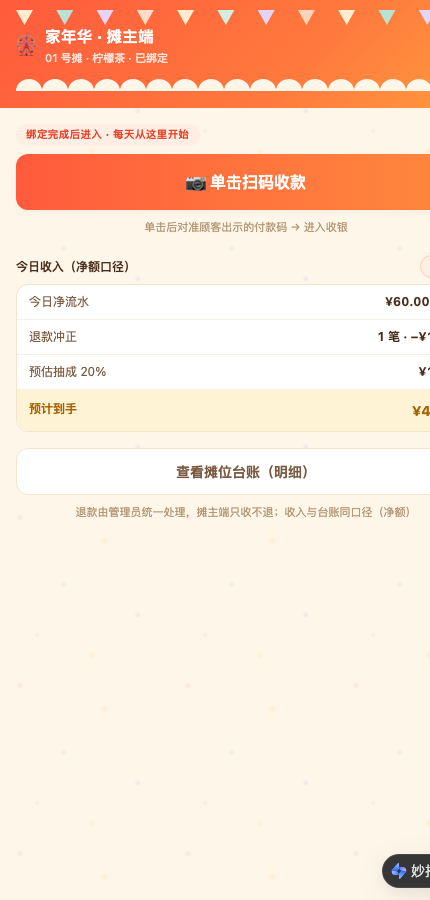 家年华 · 摊主端
01 号摊 · 柠檬茶 · 已绑定
绑定完成后进入 · 每天从这里开始
单击扫码收款
单击后对准顾客出示的付款码 → 进入收银
今日收入（净额口径）
今日净流水 ¥60.00
退款冲正 1 笔 · −¥1
预估抽成 20% ¥1
预计到手 ¥4
查看摊位台账（明细）
退款由管理员统一处理，摊主端只收不退；收入与台账同口径（净额）
妙